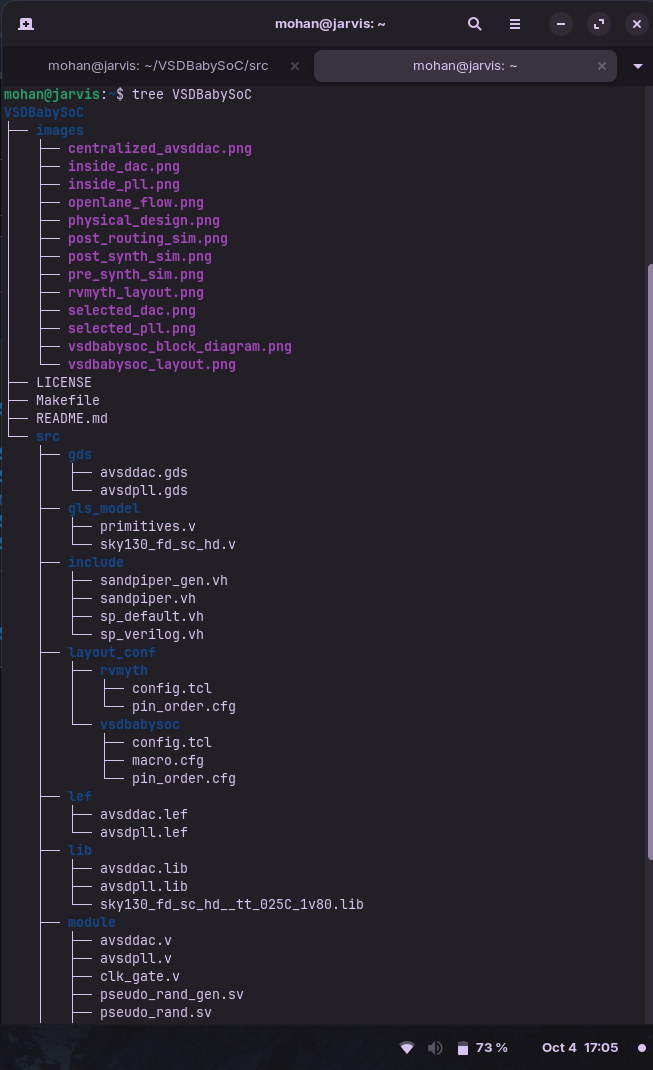 mohan@jarvis: ~
mohan@jarvis: ~/VSDBabySoC/src
mohan@jarvis: ~
mohan@jarvis:~$ tree VSDBabySoC
VSDBabySoC
├── images
│   ├── centralized_avsddac.png
│   ├── inside_dac.png
│   ├── inside_pll.png
│   ├── openlane_flow.png
│   ├── physical_design.png
│   ├── post_routing_sim.png
│   ├── post_synth_sim.png
│   ├── pre_synth_sim.png
│   ├── rvmyth_layout.png
│   ├── selected_dac.png
│   ├── selected_pll.png
│   ├── vsdbabysoc_block_diagram.png
│   └── vsdbabysoc_layout.png
├── LICENSE
├── Makefile
├── README.md
└── src
    ├── gds
    │   ├── avsddac.gds
    │   └── avsdpll.gds
    ├── gls_model
    │   ├── primitives.v
    │   └── sky130_fd_sc_hd.v
    ├── include
    │   ├── sandpiper_gen.vh
    │   ├── sandpiper.vh
    │   ├── sp_default.vh
    │   └── sp_verilog.vh
    ├── layout_conf
    │   ├── rvmyth
    │   │   ├── config.tcl
    │   │   └── pin_order.cfg
    │   └── vsdbabysoc
    │       ├── config.tcl
    │       ├── macro.cfg
    │       └── pin_order.cfg
    ├── lef
    │   ├── avsddac.lef
    │   └── avsdpll.lef
    ├── lib
    │   ├── avsddac.lib
    │   ├── avsdpll.lib
    │   └── sky130_fd_sc_hd__tt_025C_1v80.lib
    ├── module
    │   ├── avsddac.v
    │   ├── avsdpll.v
    │   ├── clk_gate.v
    │   ├── pseudo_rand_gen.sv
    │   ├── pseudo_rand.sv
73 % Oct 4 17:05